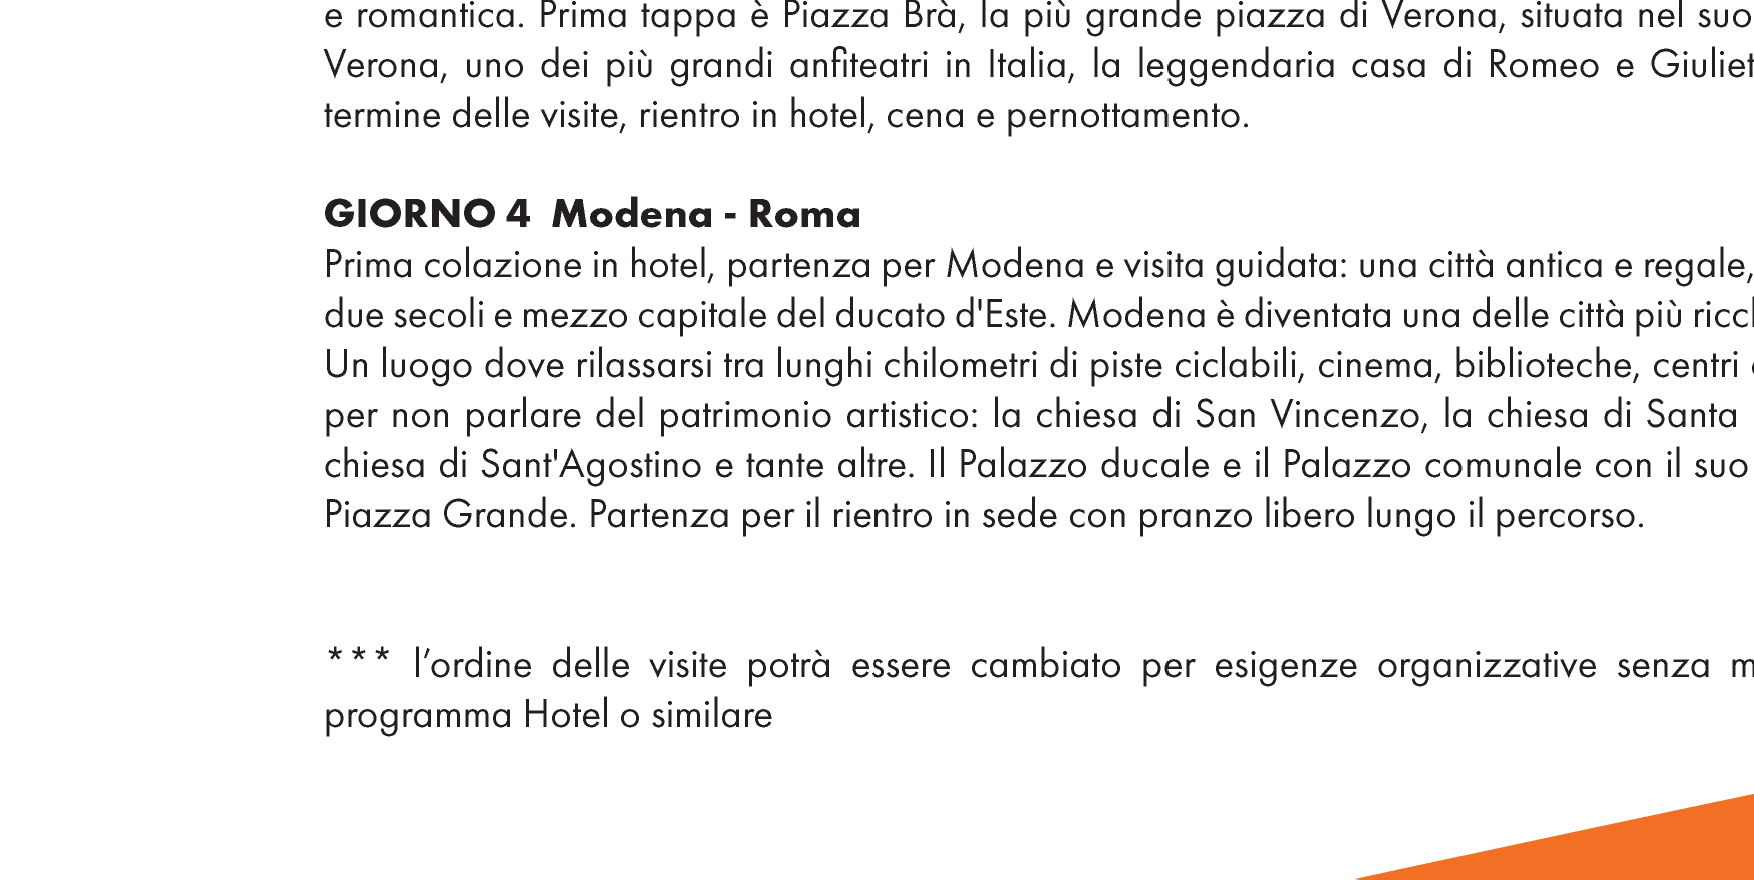 e romantica. Prima tappa è Piazza Brà, la più grande piazza di Verona, situata nel suo
Verona, uno dei più grandi anfiteatri in Italia, la leggendaria casa di Romeo e
termine delle visite, rientro in hotel, cena e pernottamento.
GIORNO 4 Modena - Roma
Prima colazione in hotel, partenza per Modena e visita guidata: una città antica e regale,
due secoli e mezzo capitale del ducato d'Este. Modena è diventata una delle città più
Un luogo dove rilassarsi tra lunghi chilometri di piste ciclabili, cinema, biblioteche, centri
per non parlare del patrimonio artistico: la chiesa di San Vincenzo, la chiesa di Santa
chiesa di Sant'Agostino e tante altre. Il Palazzo ducale e il Palazzo comunale con il suo
Piazza Grande. Partenza per il rientro in sede con pranzo libero lungo il percorso.
*** l’ordine delle visite potrà essere cambiato per esigenze organizzative senza
programma Hotel o similare